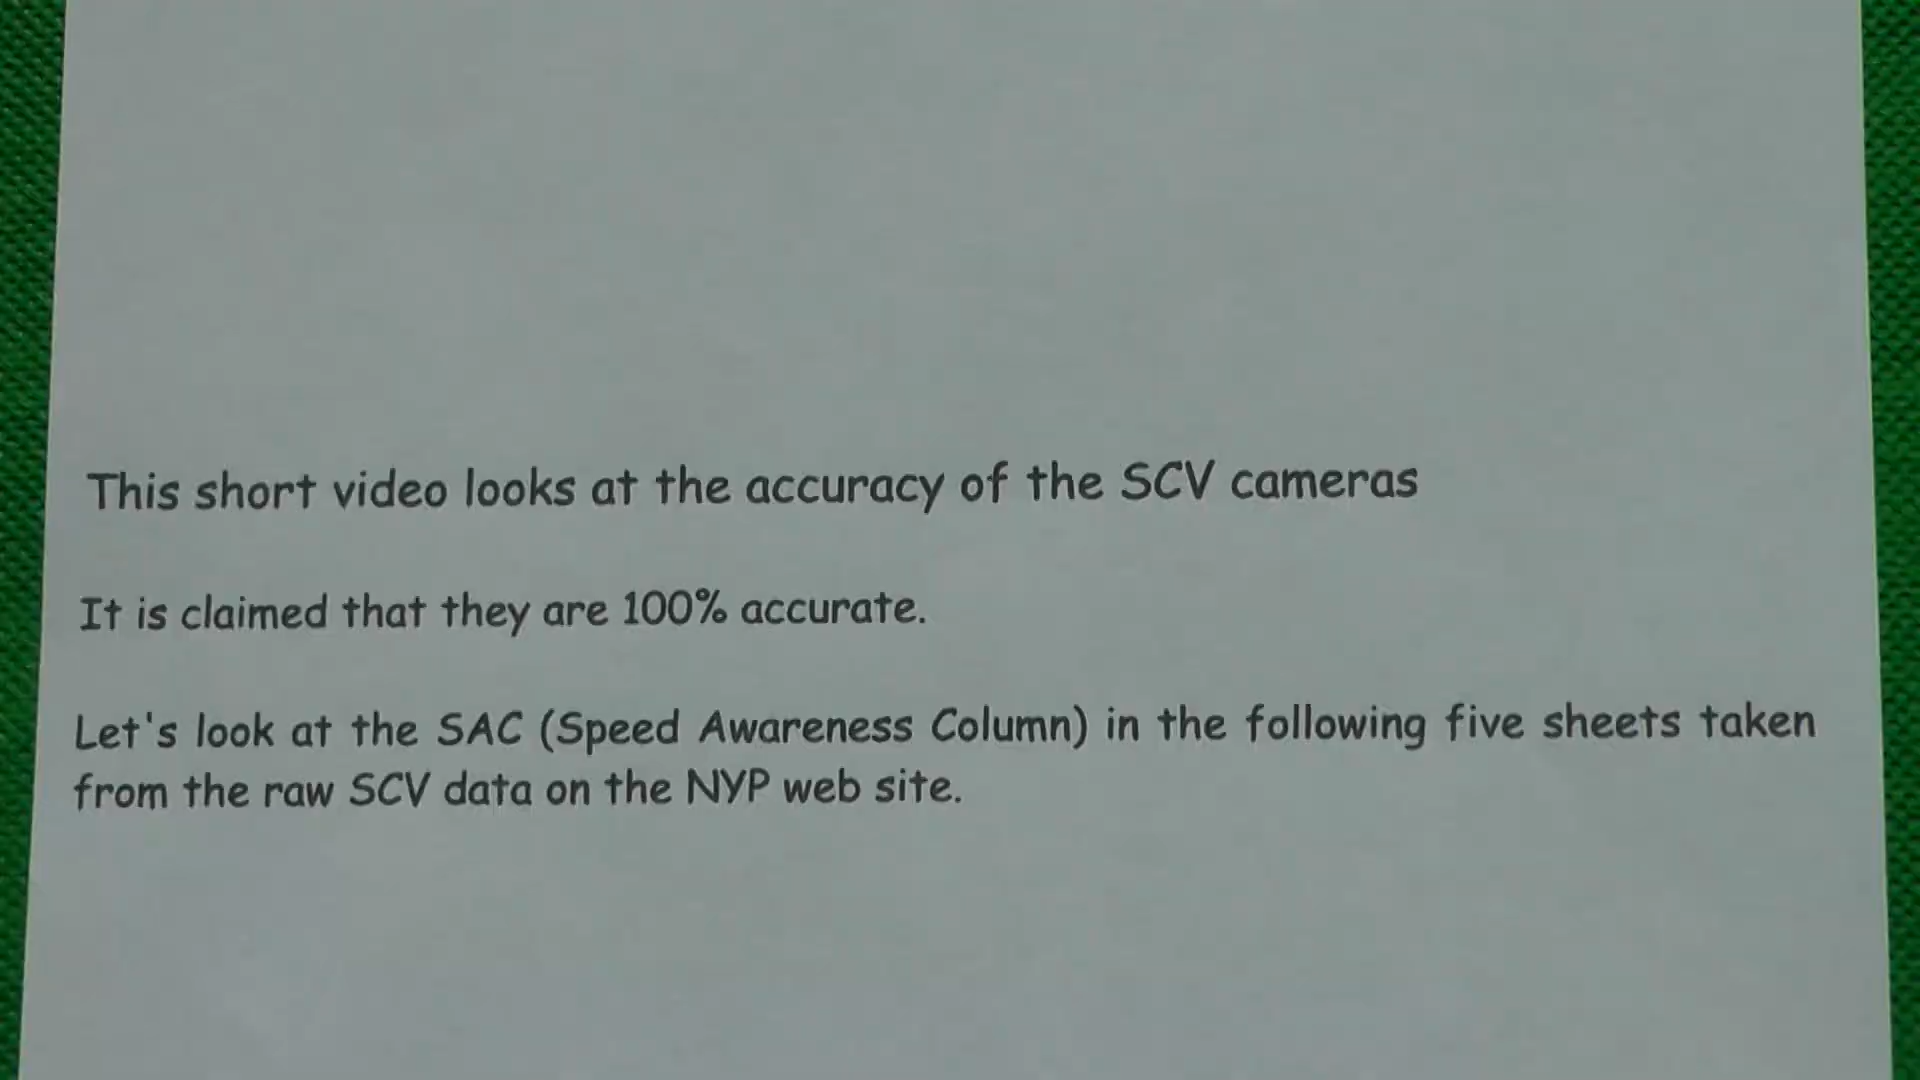 This short video looks at the accuracy of the SCV cameras
It is claimed that they are 100% accurate.
Let's look at the SAC (Speed Awareness Column) in the following five sheets taken
from the raw SCV data on the NYP web site.